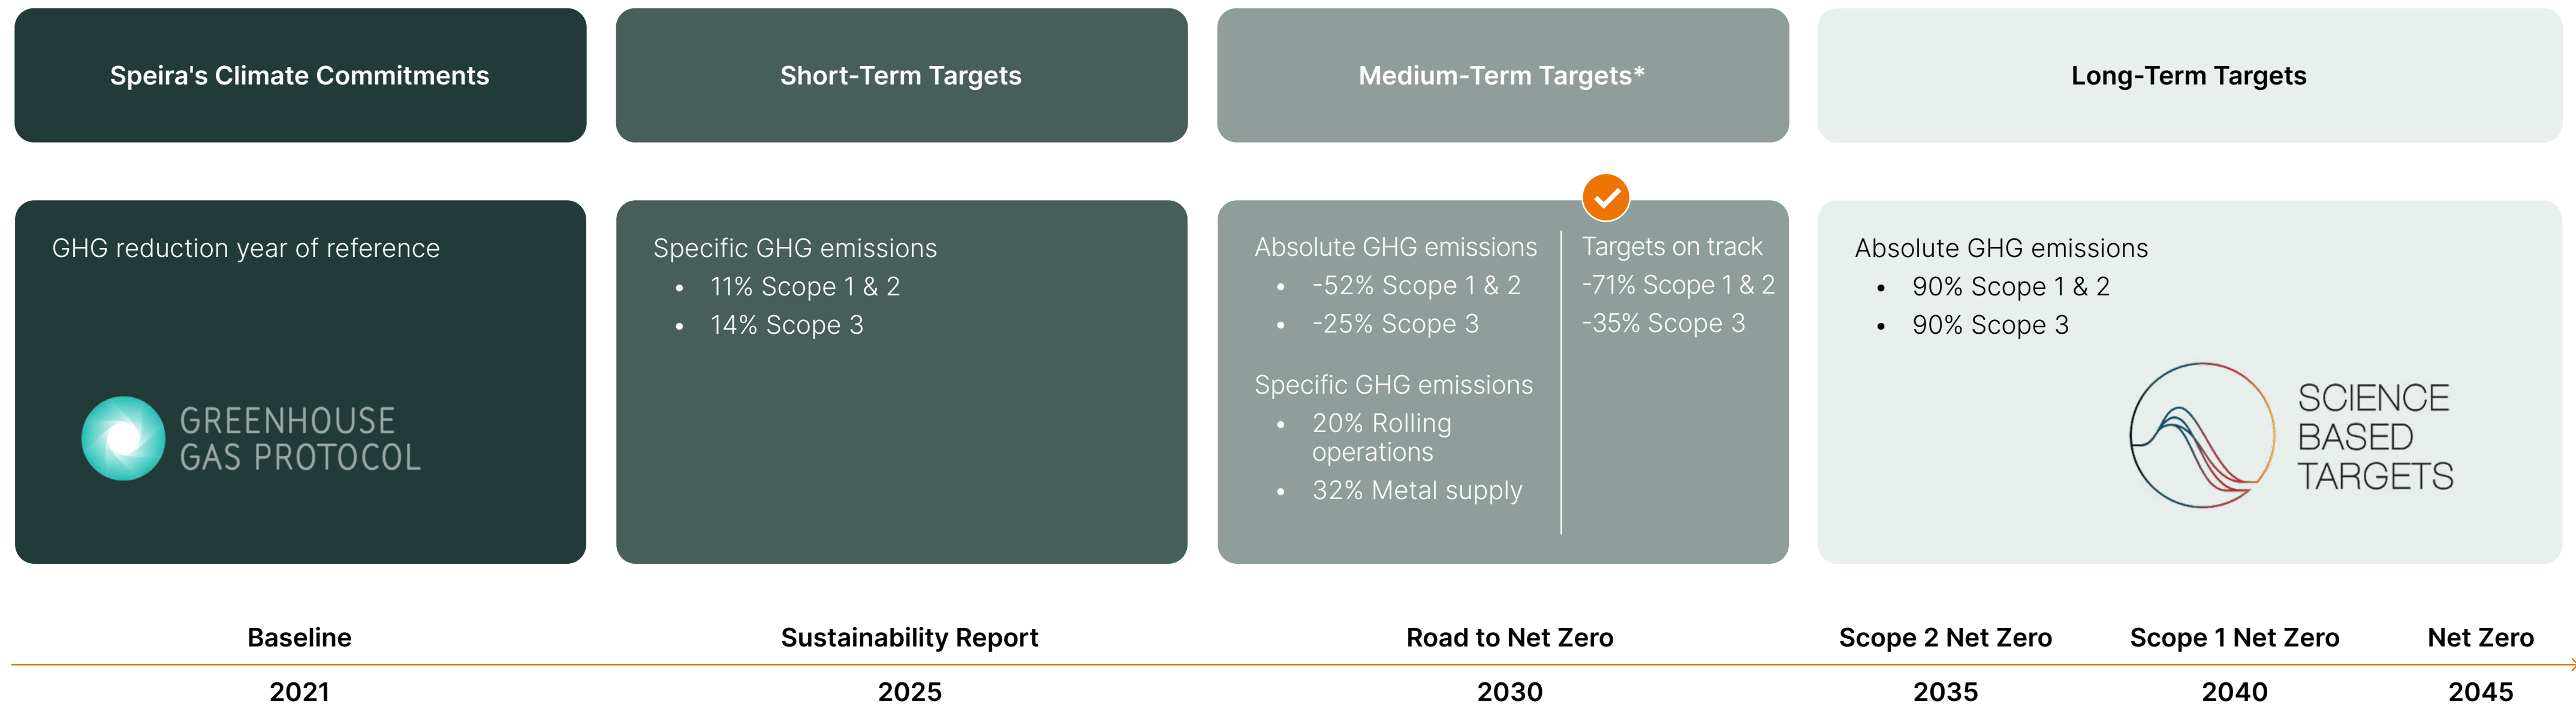 Speira's Climate Commitments
Short-Term Targets
Medium-Term Targets*
Long-Term Targets
GHG reduction year of reference
GREENHOUSE
GAS PROTOCOL
Specific GHG emissions
• 11% Scope 1 & 2
• 14% Scope 3
Absolute GHG emissions
• -52% Scope 1 & 2
• -25% Scope 3
Specific GHG emissions
• 20% Rolling
operations
• 32% Metal supply
Targets on track
-71% Scope 1 & 2
-35% Scope 3
Absolute GHG emissions
• 90% Scope 1 & 2
• 90% Scope 3
SCIENCE
BASED
TARGETS
Baseline
Sustainability Report
Road to Net Zero
Scope 2 Net Zero
Scope 1 Net Zero
Net Zero
2021
2025
2030
2035
2040
2045